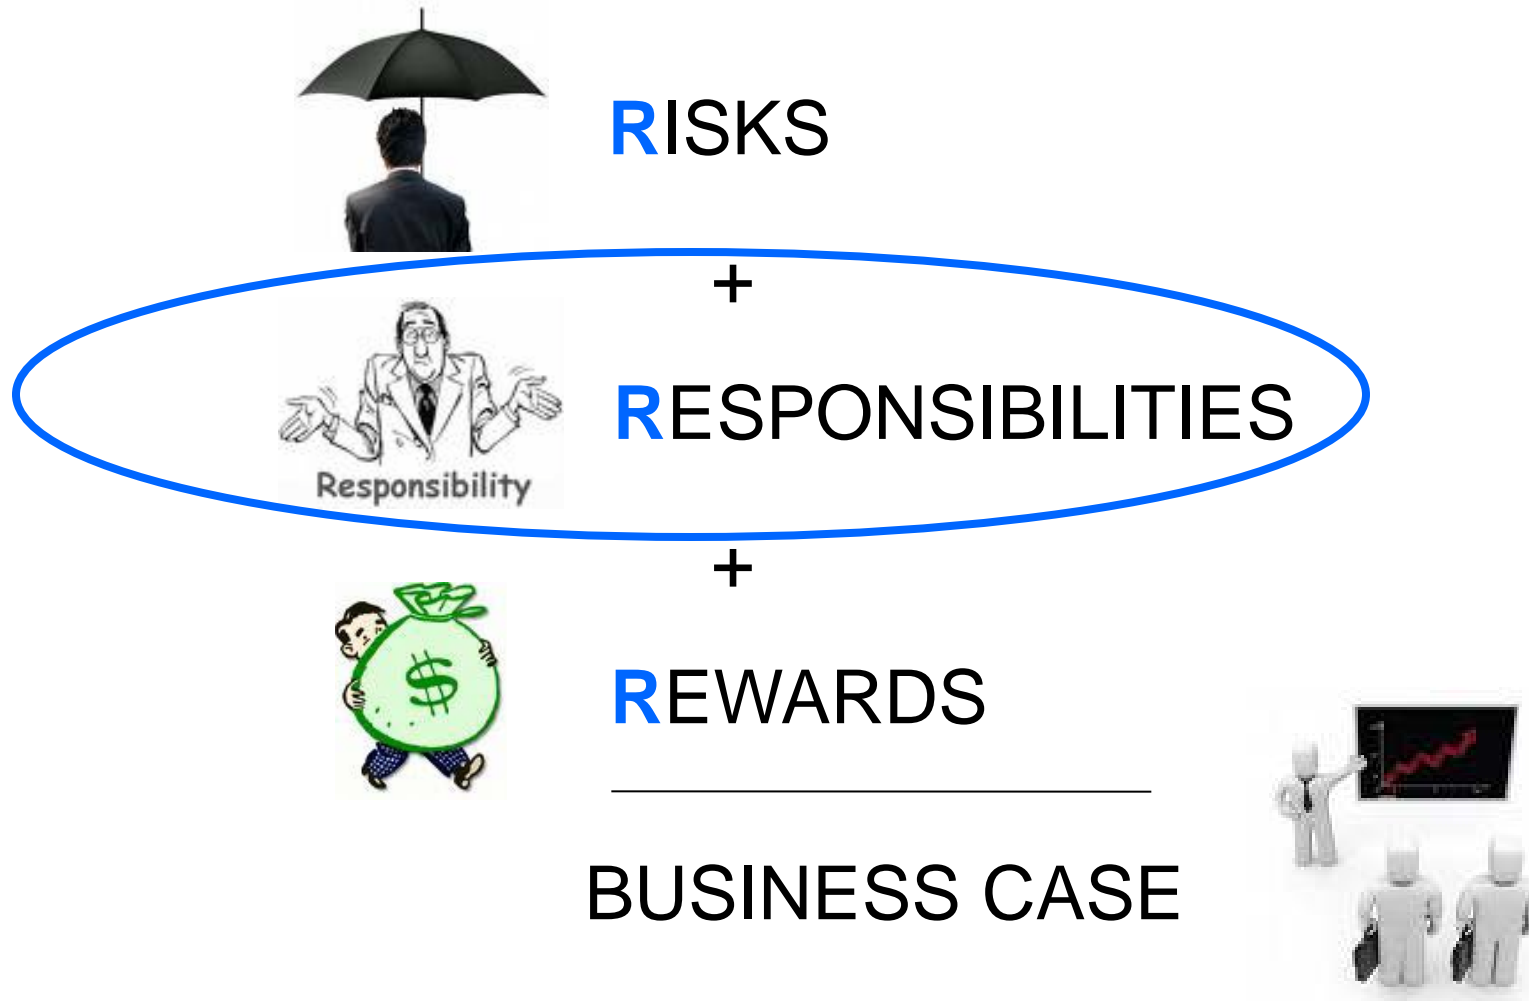 RISKS
+
Responsibility
RESPONSIBILITIES
+
$
REWARDS
BUSINESS CASE